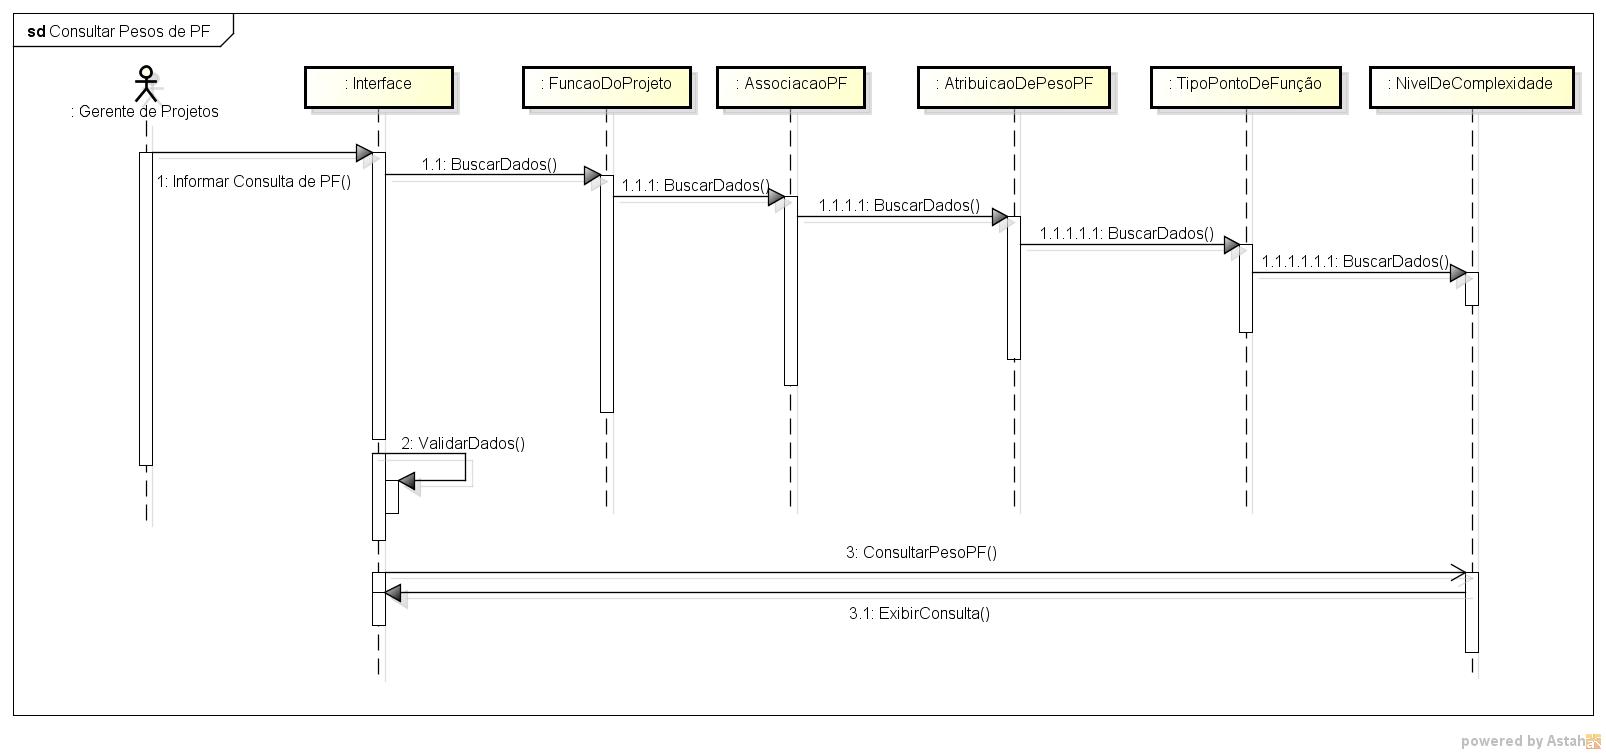 sd Consultar Pesos de PF
: Gerente de Projetos
: Interface
: FuncaoDoProjeto
: AssociacaoPF
: AtribuicaoDePesoPF
: TipoPontoDeFunção
: NivelDeComplexidade
1: Informar Consulta de PF()
1.1: BuscarDados()
1.1.1: BuscarDados()
1.1.1.1: BuscarDados()
1.1.1.1.1: BuscarDados()
1.1.1.1.1.1: BuscarDados()
2: ValidarDados()
3: ConsultarPesoPF()
3.1: ExibirConsulta()
powered by Astah